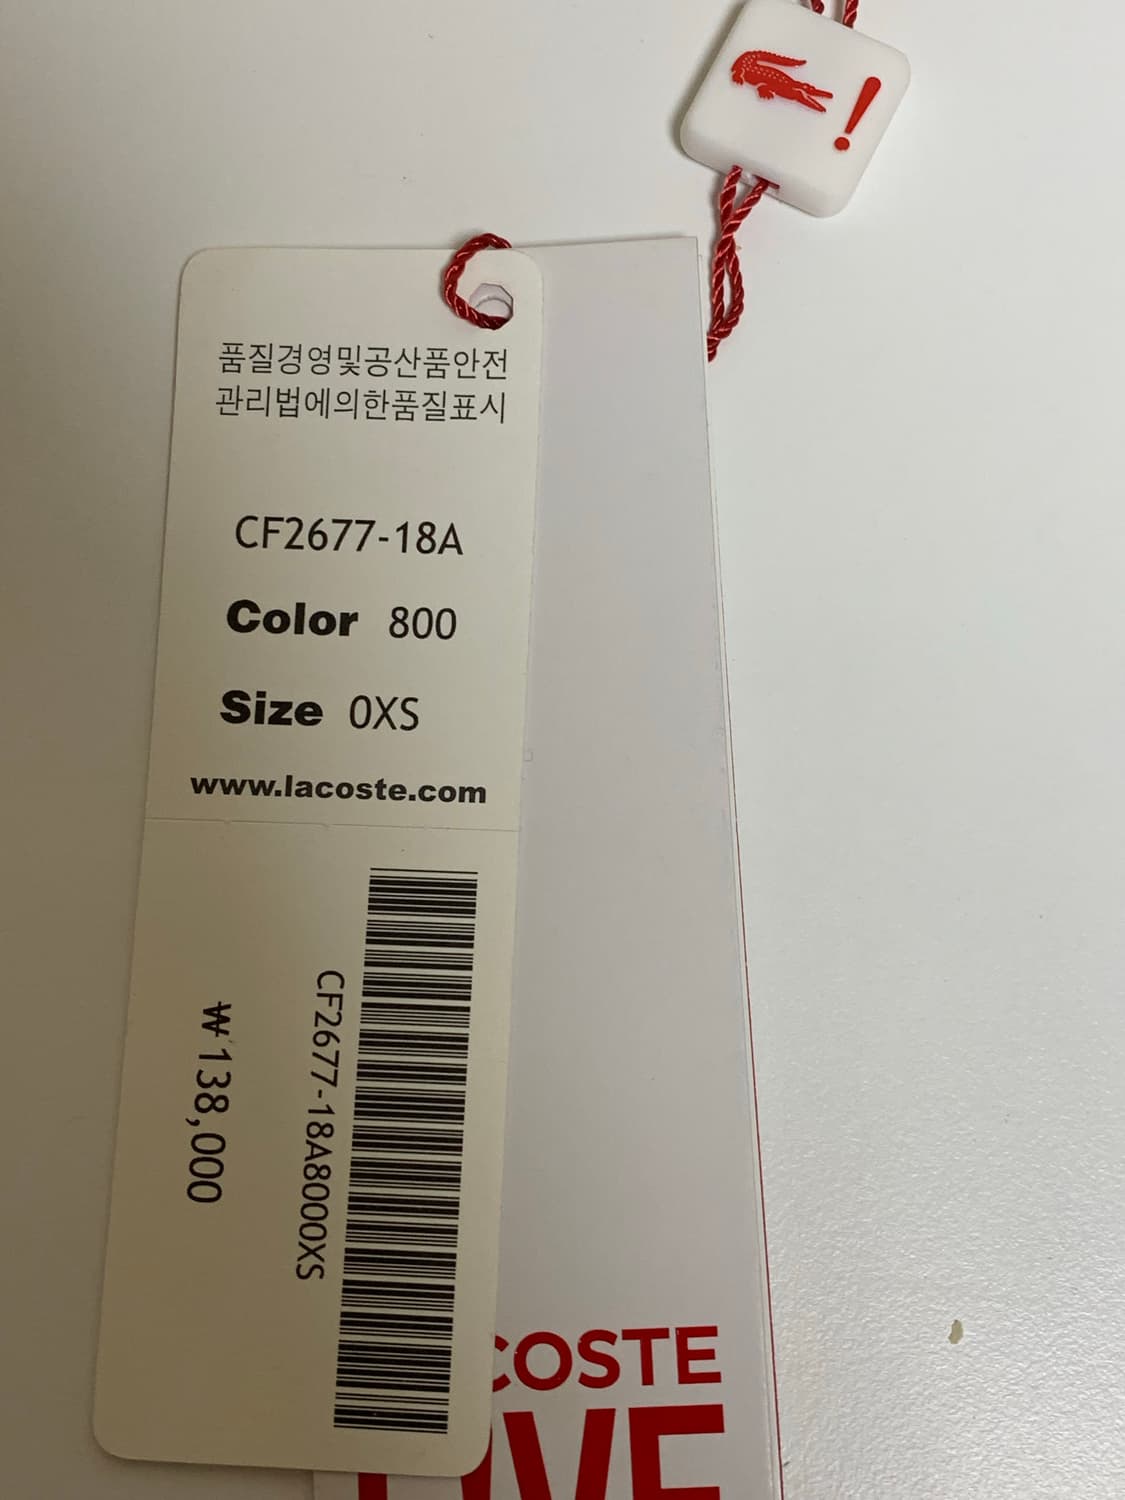 !
품질경영및공산품안전
관리법에의한품질표시
CF2677-18A
Color 800
Size 0XS
www.lacoste.com
CF2677-18A8000XS
₩138,000
COSTE
LIVE